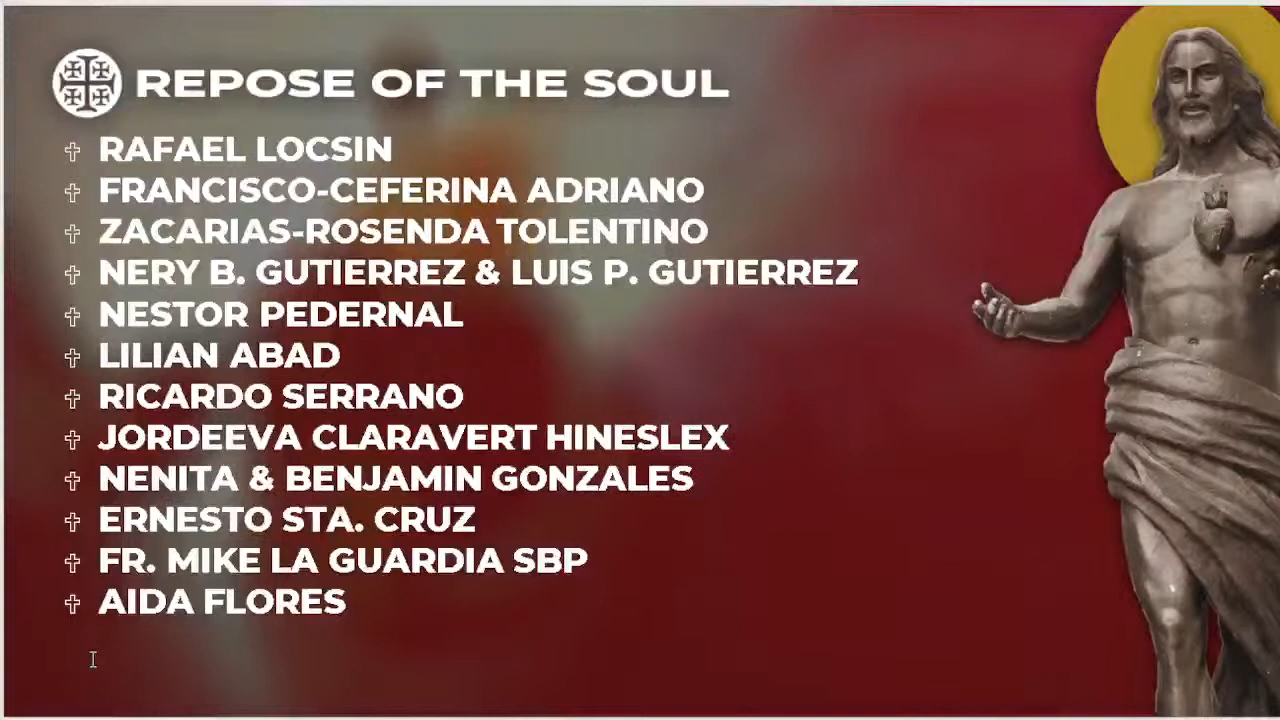 REPOSE OF THE SOUL
RAFAEL LOCSIN
FRANCISCO-CEFERINA ADRIANO
ZACARIAS-ROSENDA TOLENTINO
NERY B. GUTIERREZ & LUIS P. GUTIERREZ
NESTOR PEDERNAL
LILIAN ABAD
RICARDO SERRANO
JORDEEVA CLARAVERT HINESLEX
NENITA & BENJAMIN GONZALES
ERNESTO STA. CRUZ
FR. MIKE LA GUARDIA SBP
AIDA FLORES